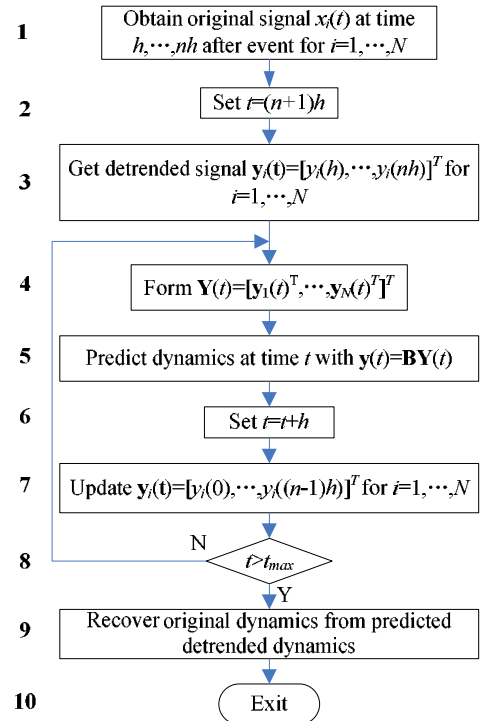 1
Obtain original signal xᵢ(t) at time
h,⋯,nh after event for i=1,⋯,N
2
Set t=(n+1)h
3
Get detrended signal yᵢ(t)=[yᵢ(h),⋯,yᵢ(nh)]ᵀ for
i=1,⋯,N
4
Form Y(t)=[y₁(t)ᵀ,⋯,y_N(t)ᵀ]ᵀ
5
Predict dynamics at time t with y(t)=BY(t)
6
Set t=t+h
7
Update yᵢ(t)=[yᵢ(0),⋯,yᵢ((n-1)h)]ᵀ for i=1,⋯,N
N
8
t>t_max
Y
9
Recover original dynamics from predicted
detrended dynamics
10
Exit